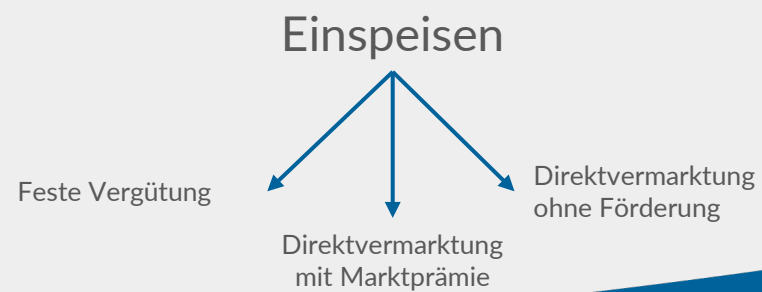 Einspeisen
Feste Vergütung
Direktvermarktung
mit Marktprämie
Direktvermarktung
ohne Förderung